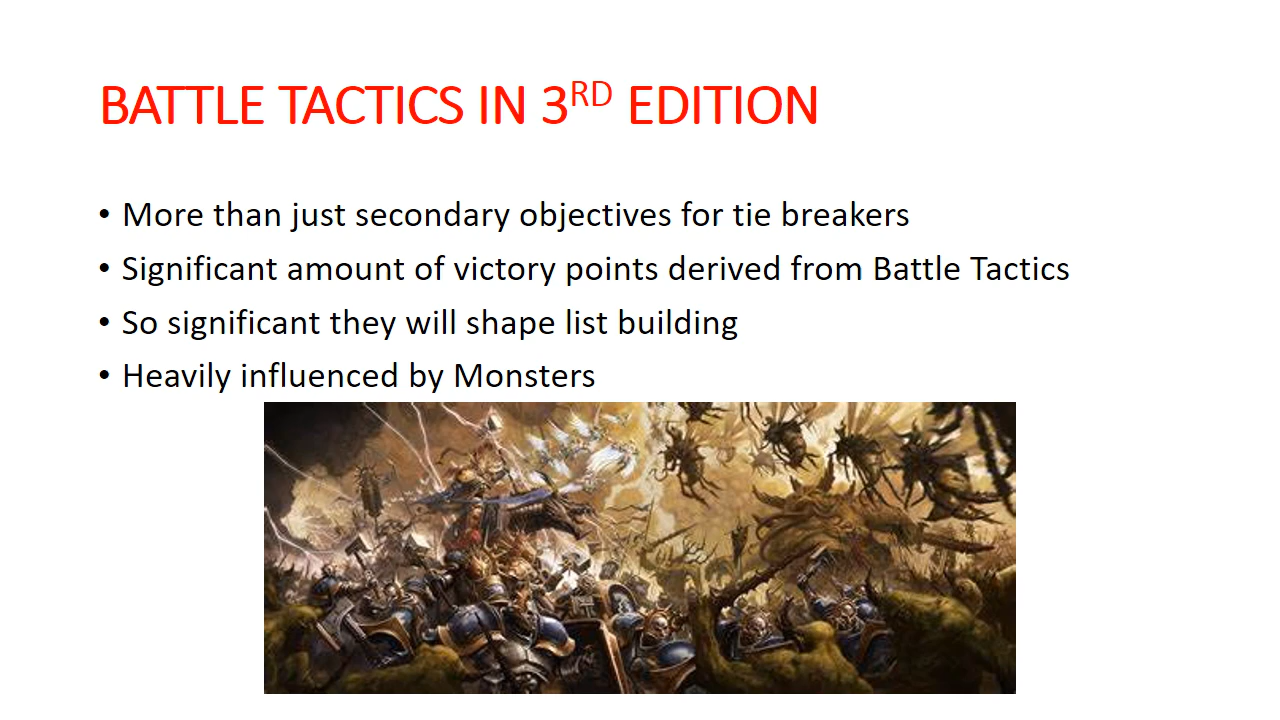 BATTLE TACTICS IN 3RD EDITION
• More than just secondary objectives for tie breakers
• Significant amount of victory points derived from Battle Tactics
• So significant they will shape list building
• Heavily influenced by Monsters